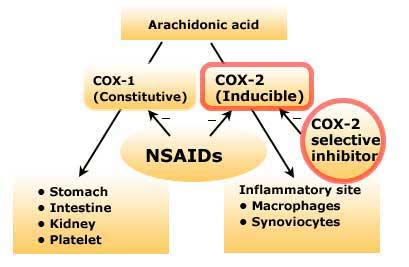 Arachidonic acid
COX-1
(Constitutive)
COX-2
(Inducible)
–
–
–
COX-2
selective
inhibitor
NSAIDs
• Stomach
• Intestine
• Kidney
• Platelet
Inflammatory site
• Macrophages
• Synoviocytes